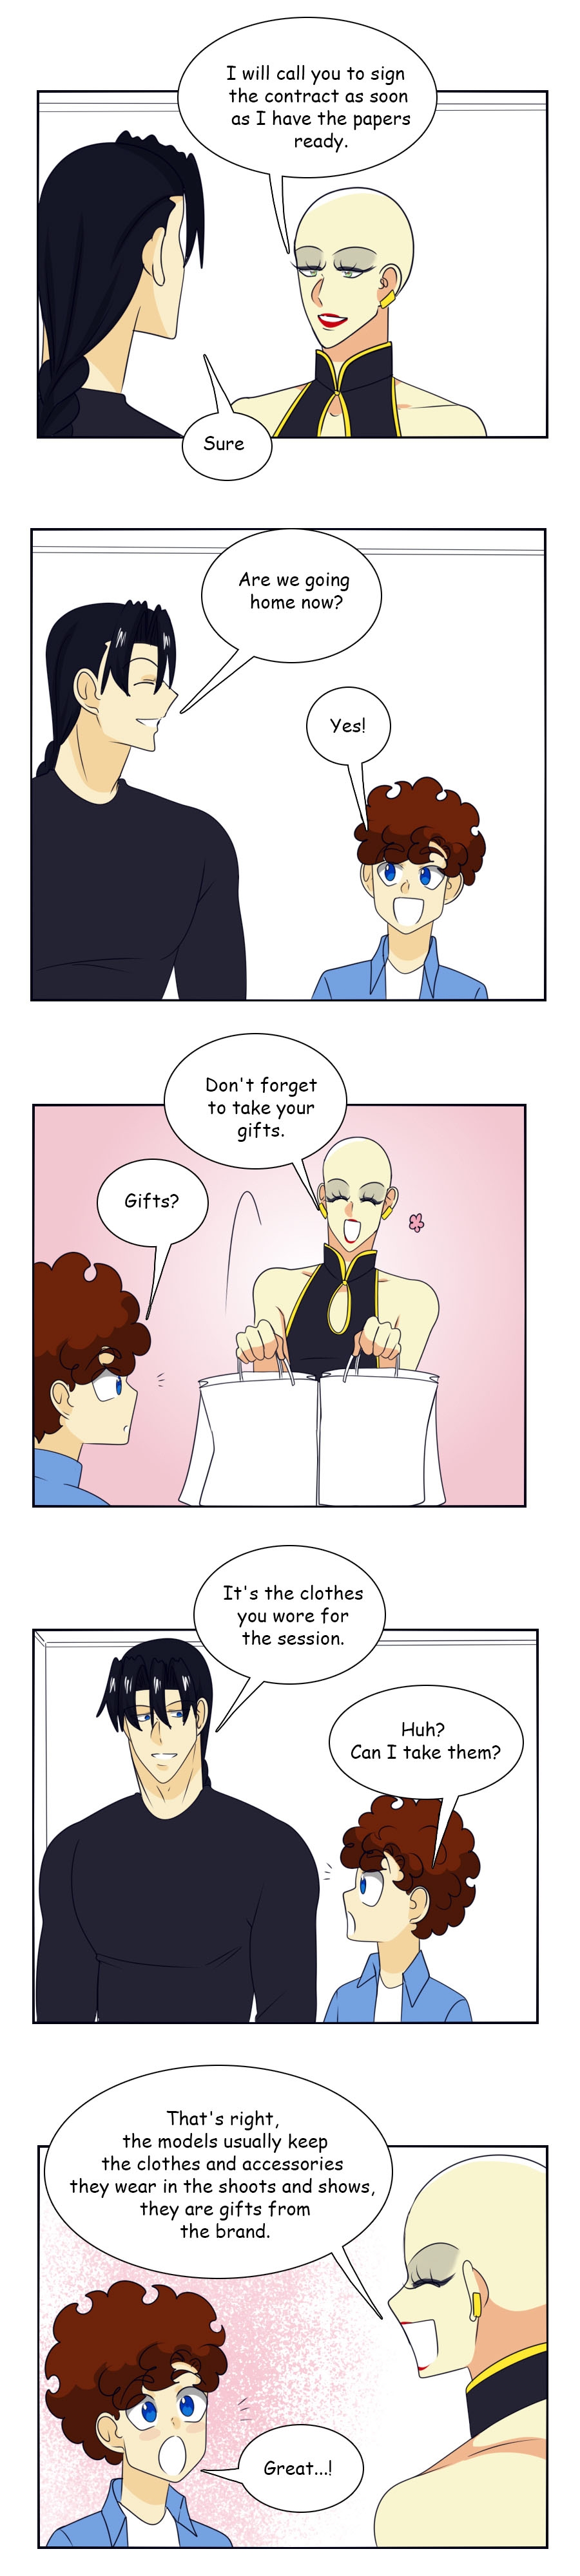 I will call you to sign
the contract as soon
as I have the papers
ready.
Sure
Are we going
home now?
Yes!
Don't forget
to take your
gifts.
Gifts?
It's the clothes
you wore for
the session.
Huh?
Can I take them?
That's right,
the models usually keep
the clothes and accessories
they wear in the shoots and shows,
they are gifts from
the brand.
Great...!